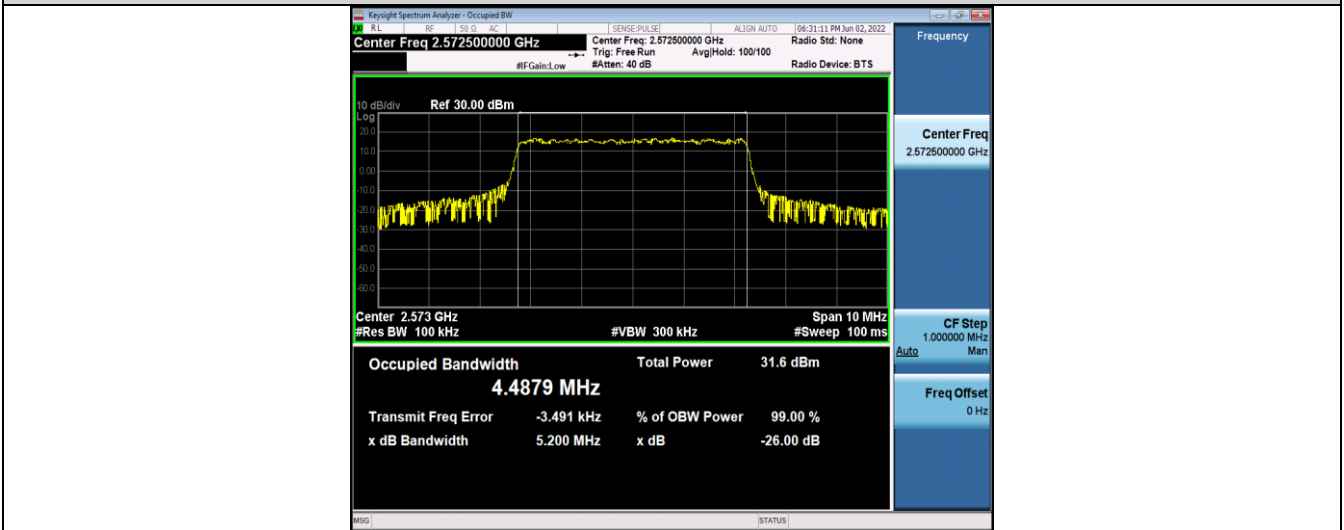 Keysight Spectrum Analyzer - Occupied BW
RL RF 50 Ω AC SENSE:PULSE ALIGN AUTO 06:31:11 PM Jun 02, 2022
Center Freq 2.572500000 GHz
Center Freq: 2.572500000 GHz Radio Std: None
Trig: Free Run Avg|Hold: 100/100
#IFGain:Low #Atten: 40 dB Radio Device: BTS
Frequency
10 dB/div Ref 30.00 dBm
Log
20.0
10.0
0.00
-10.0
-20.0
-30.0
-40.0
-50.0
-60.0
Center Freq
2.572500000 GHz
Center 2.573 GHz Span 10 MHz
#Res BW 100 kHz #VBW 300 kHz #Sweep 100 ms
CF Step
1.000000 MHz
Auto Man
Occupied Bandwidth Total Power 31.6 dBm
4.4879 MHz
Freq Offset
0 Hz
Transmit Freq Error -3.491 kHz % of OBW Power 99.00 %
x dB Bandwidth 5.200 MHz x dB -26.00 dB
MSG STATUS